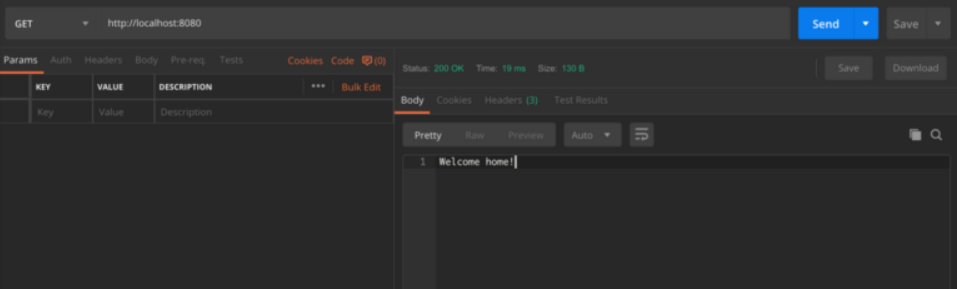 GET http://localhost:8080 Send Save
Params Auth Headers Body Pre-req. Tests Cookies Code (0)
KEY VALUE DESCRIPTION ••• Bulk Edit
Key Value Description
Status: 200 OK Time: 19 ms Size: 130 B Save Download
Body Cookies Headers (3) Test Results
Pretty Raw Preview Auto
1 Welcome home!